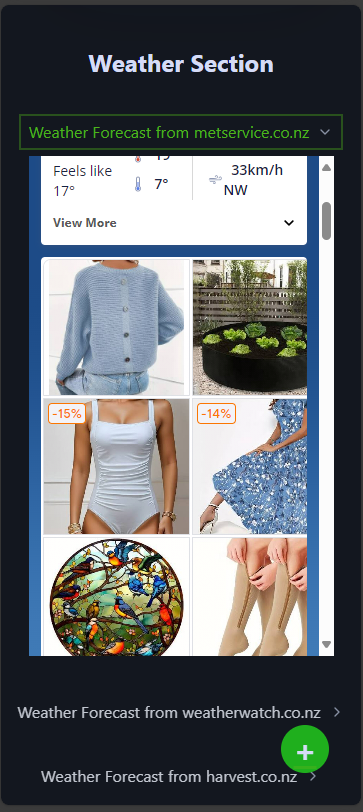 Weather Section
Weather Forecast from metservice.co.nz
Feels like
17°
7°
33km/h
NW
View More
-15%
-14%
Weather Forecast from weatherwatch.co.nz
+
Weather Forecast from harvest.co.nz